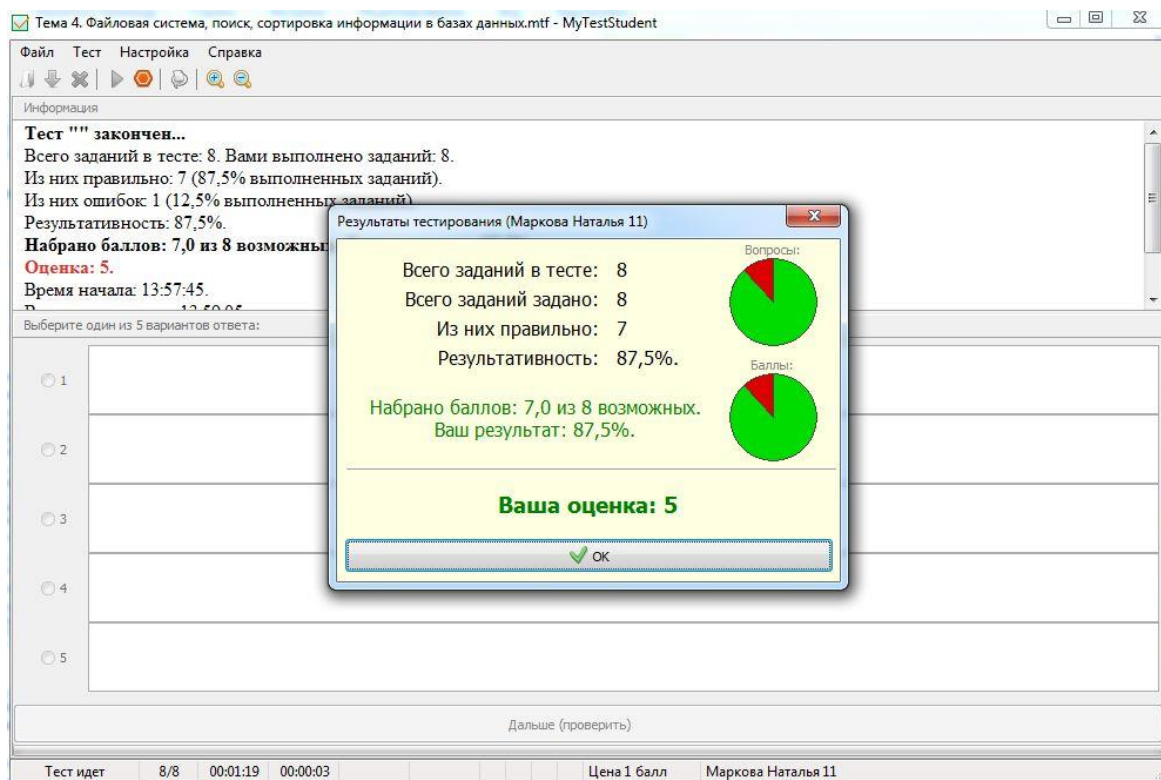 Тема 4. Файловая система, поиск, сортировка информации в базах данных.mtf - MyTestStudent
Файл Тест Настройка Справка
Информация
Тест "" закончен...
Всего заданий в тесте: 8. Вами выполнено заданий: 8.
Из них правильно: 7 (87,5% выполненных заданий).
Из них ошибок: 1 (12,5% выполненных заданий)
Результативность: 87,5%.
Набрано баллов: 7,0 из 8 возможны
Оценка: 5.
Время начала: 13:57:45.
Выберите один из 5 вариантов ответа:
1
2
3
4
5
Результаты тестирования (Маркова Наталья 11)
Всего заданий в тесте: 8
Всего заданий задано: 8
Из них правильно: 7
Результативность: 87,5%.
Вопросы:
Баллы:
Набрано баллов: 7,0 из 8 возможных.
Ваш результат: 87,5%.
Ваша оценка: 5
OK
Дальше (проверить)
Тест идет 8/8 00:01:19 00:00:03 Цена 1 балл Маркова Наталья 11